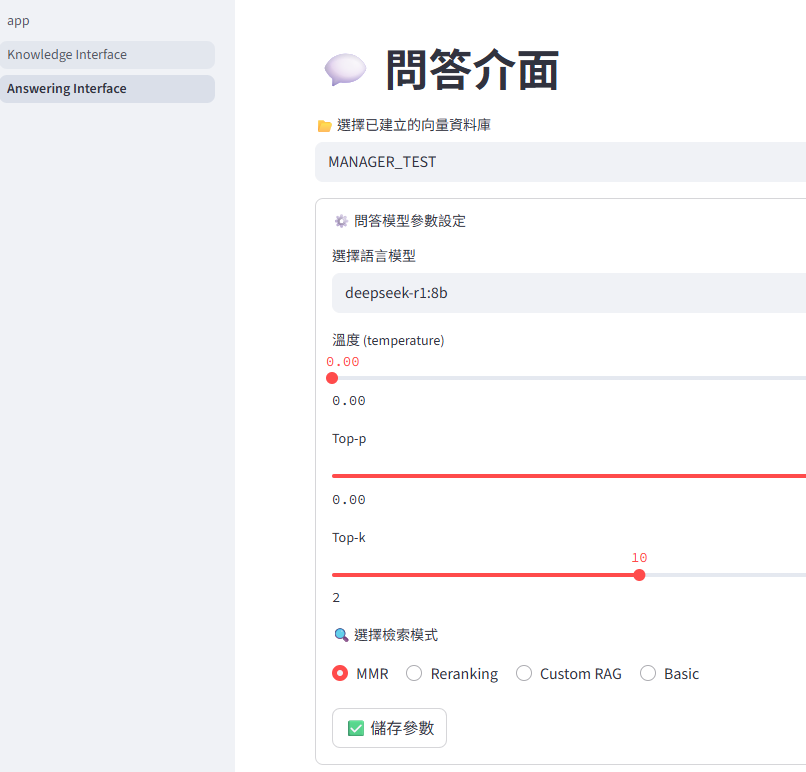 app
Knowledge Interface
Answering Interface
問答介面
選擇已建立的向量資料庫
MANAGER_TEST
問答模型參數設定
選擇語言模型
deepseek-r1:8b
溫度 (temperature)
0.00
0.00
Top-p
0.00
Top-k
10
2
選擇檢索模式
MMR Reranking Custom RAG Basic
儲存參數